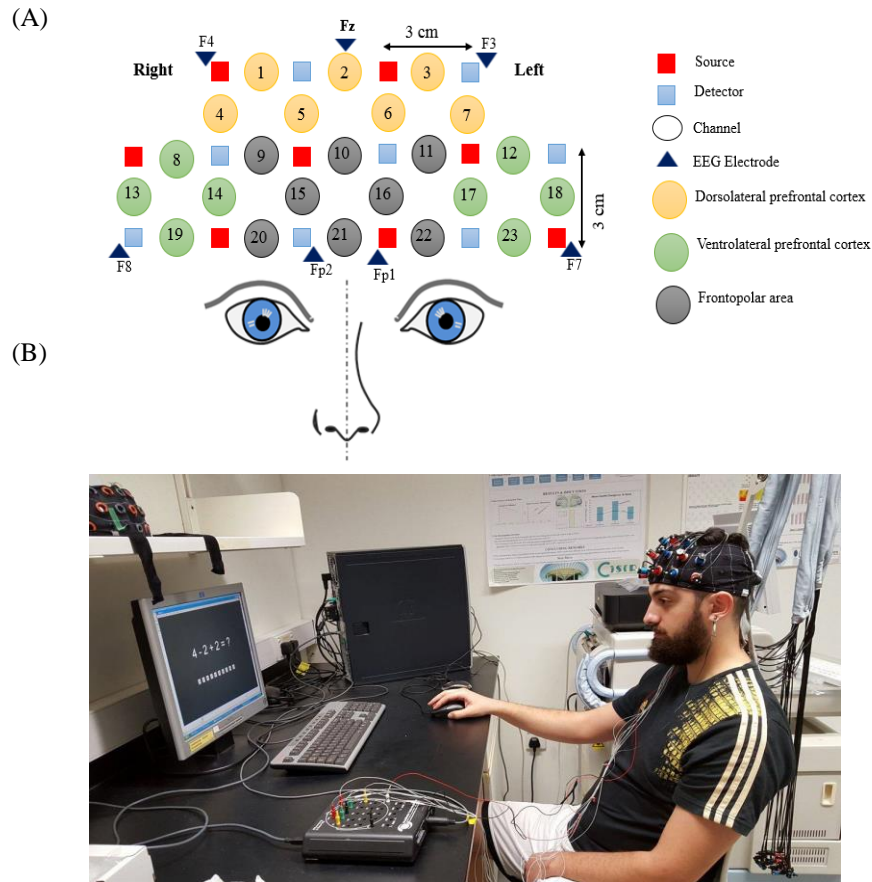 (A)
F4
Fz
3 cm
F3
Right
1
2
3
Left
4
5
6
7
8
9
10
11
12
13
14
15
16
17
18
3 cm
19
20
21
22
23
F8
Fp2
Fp1
F7
Source
Detector
Channel
EEG Electrode
Dorsolateral prefrontal cortex
Ventrolateral prefrontal cortex
Frontopolar area
(B)
4-2+2=?